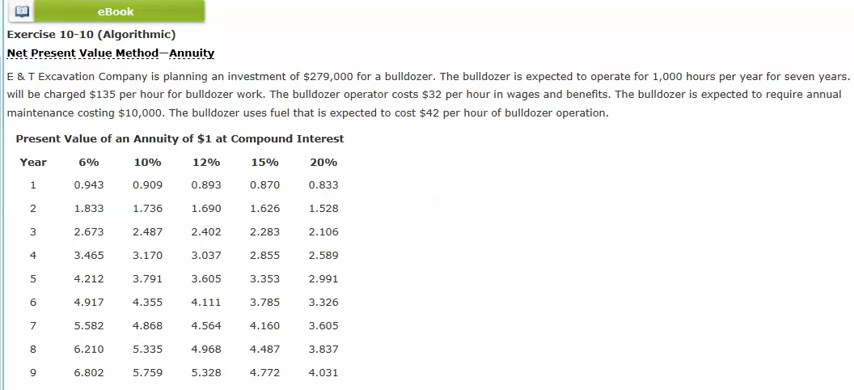 eBook
Exercise 10-10 (Algorithmic)
Net Present Value Method—Annuity
E & T Excavation Company is planning an investment of $279,000 for a bulldozer. The bulldozer is expected to operate for 1,000 hours per year for seven years.
will be charged $135 per hour for bulldozer work. The bulldozer operator costs $32 per hour in wages and benefits. The bulldozer is expected to require annual
maintenance costing $10,000. The bulldozer uses fuel that is expected to cost $42 per hour of bulldozer operation.
Present Value of an Annuity of $1 at Compound Interest
Year 6% 10% 12% 15% 20%
1 0.943 0.909 0.893 0.870 0.833
2 1.833 1.736 1.690 1.626 1.528
3 2.673 2.487 2.402 2.283 2.106
4 3.465 3.170 3.037 2.855 2.589
5 4.212 3.791 3.605 3.353 2.991
6 4.917 4.355 4.111 3.785 3.326
7 5.582 4.868 4.564 4.160 3.605
8 6.210 5.335 4.968 4.487 3.837
9 6.802 5.759 5.328 4.772 4.031